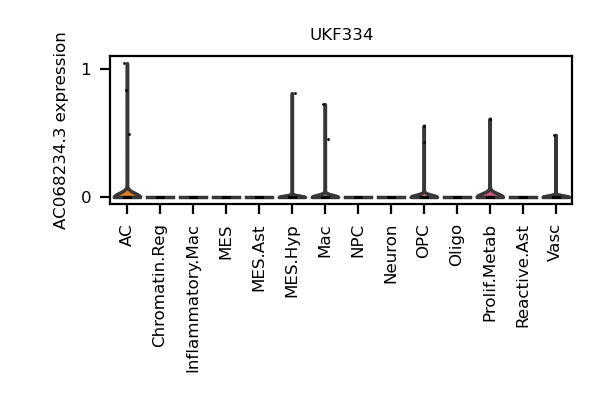 UKF334
AC068234.3 expression
1
0
AC
Chromatin.Reg
Inflammatory.Mac
MES
MES.Ast
MES.Hyp
Mac
NPC
Neuron
OPC
Oligo
Prolif.Metab
Reactive.Ast
Vasc